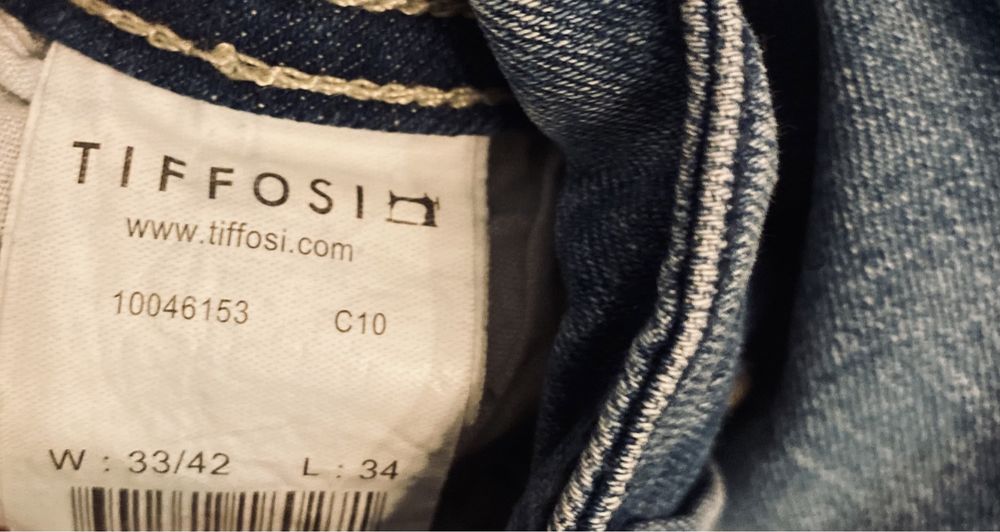 TIFFOSI
www.tiffosi.com
10046153 C10
W : 33/42 L : 34